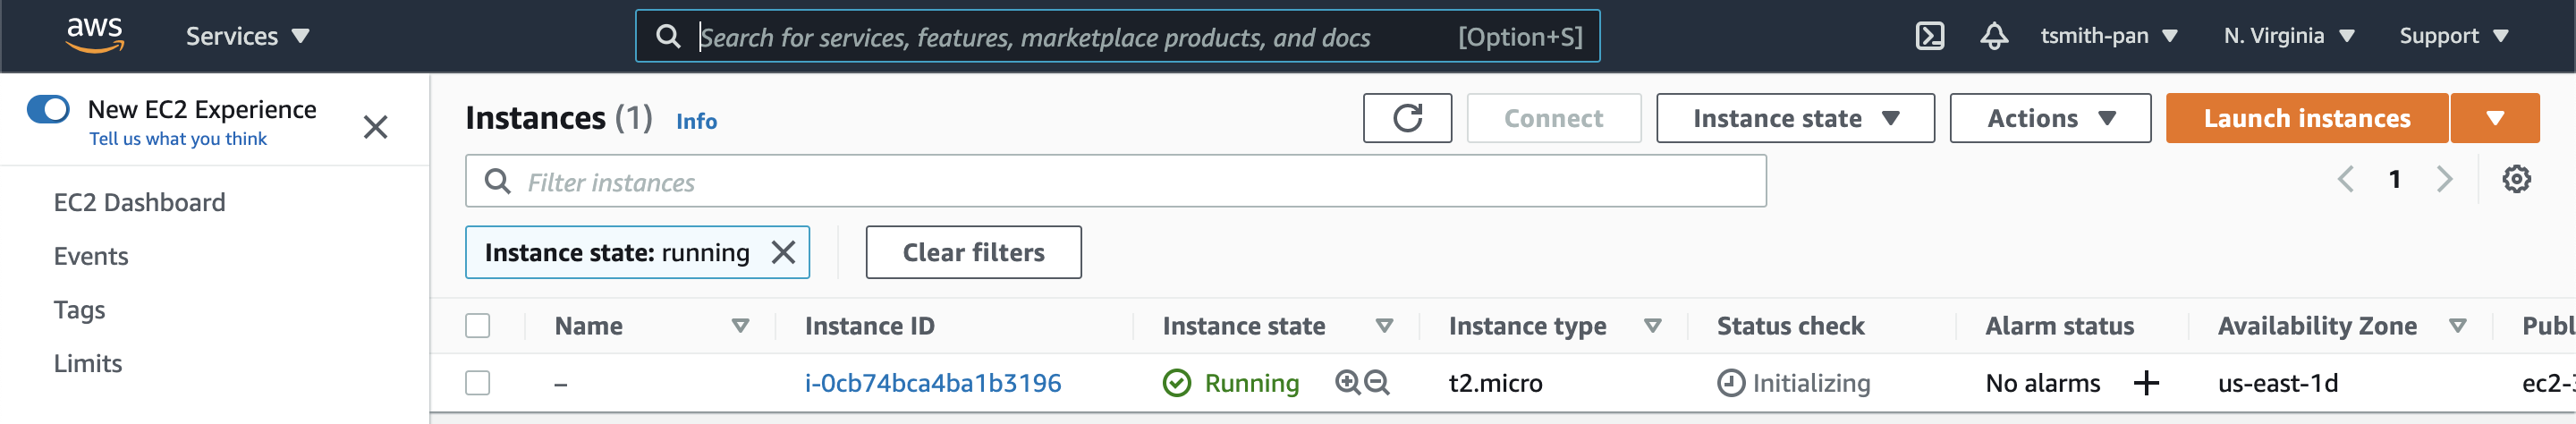 aws Services Search for services, features, marketplace products, and docs [Option+S] tsmith-pan N. Virginia Support
New EC2 Experience
Tell us what you think
EC2 Dashboard
Events
Tags
Limits
Instances (1) Info Connect Instance state Actions Launch instances
Filter instances 1
Instance state: running Clear filters
Name Instance ID Instance state Instance type Status check Alarm status Availability Zone Publ
– i-0cb74bca4ba1b3196 Running t2.micro Initializing No alarms + us-east-1d ec2-3